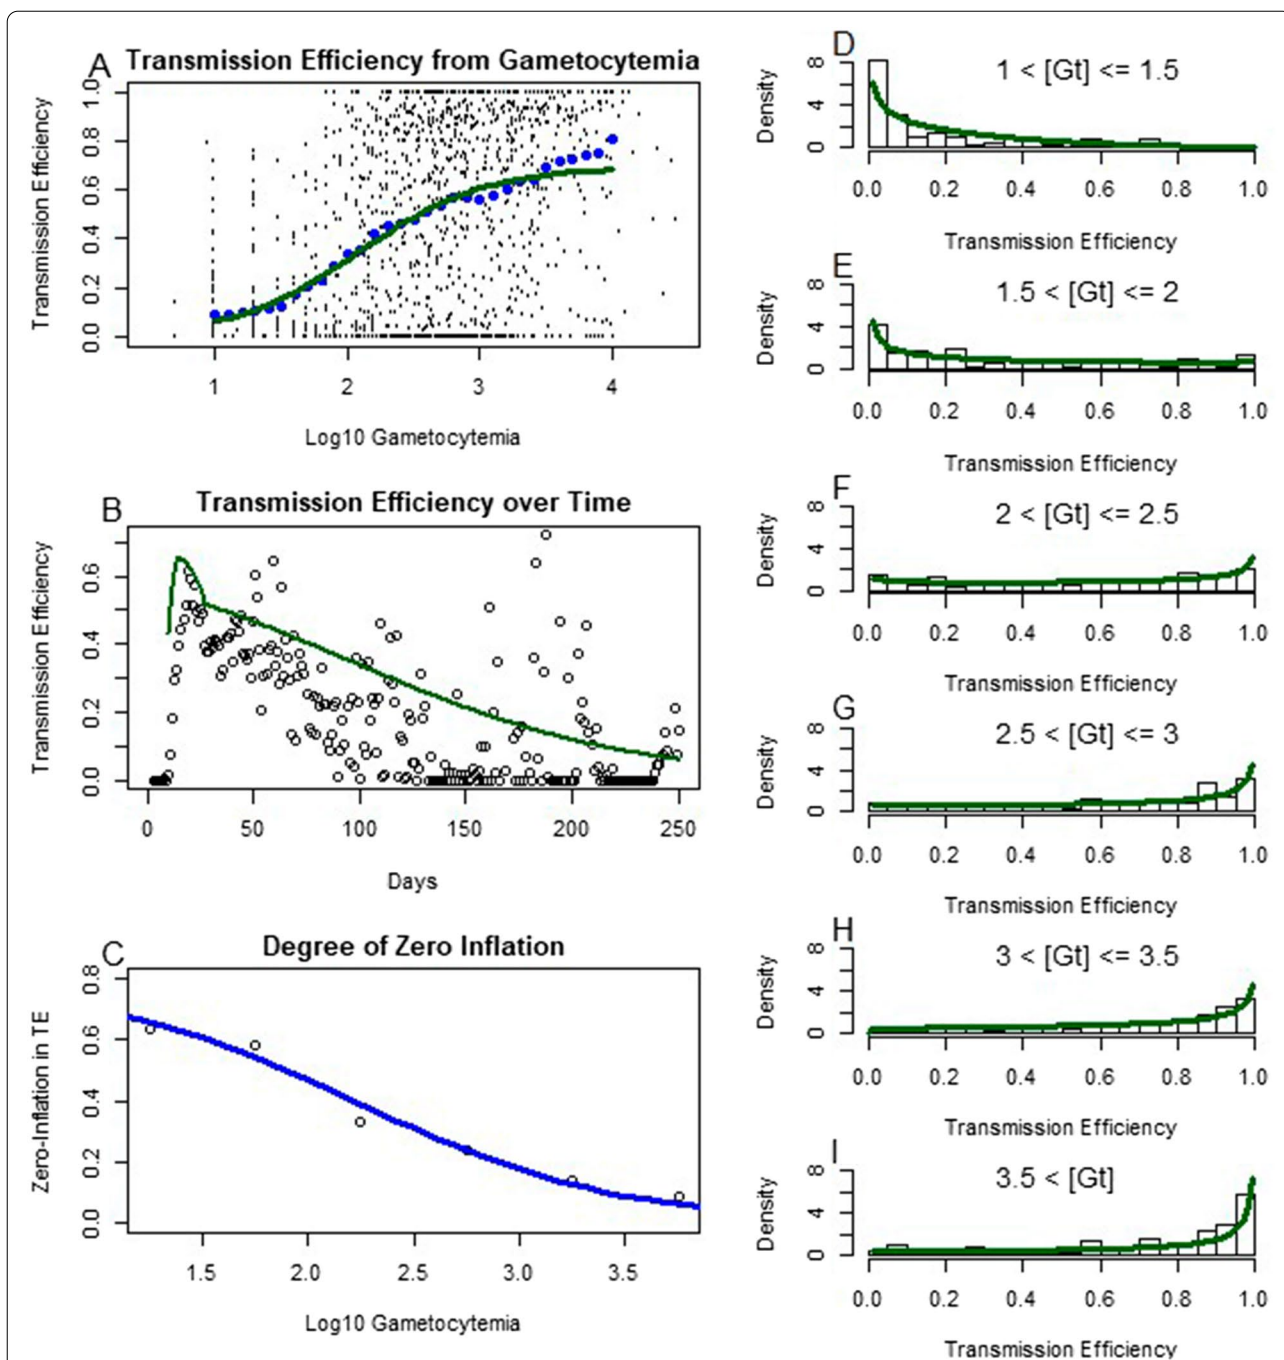 A Transmission Efficiency from Gametocytemia
Transmission Efficiency
0.0 0.2 0.4 0.6 0.8 1.0
1 2 3 4
Log10 Gametocytemia
B Transmission Efficiency over Time
Transmission Efficiency
0.0 0.2 0.4 0.6
0 50 100 150 200 250
Days
C Degree of Zero Inflation
Zero-Inflation in TE
0.0 0.2 0.4 0.6 0.8
1.5 2.0 2.5 3.0 3.5
Log10 Gametocytemia
D
1 < [Gt] <= 1.5
Density
0 4 8
0.0 0.2 0.4 0.6 0.8 1.0
Transmission Efficiency
E
1.5 < [Gt] <= 2
Density
0 4 8
0.0 0.2 0.4 0.6 0.8 1.0
Transmission Efficiency
F
2 < [Gt] <= 2.5
Density
0 4 8
0.0 0.2 0.4 0.6 0.8 1.0
Transmission Efficiency
G
2.5 < [Gt] <= 3
Density
0 4 8
0.0 0.2 0.4 0.6 0.8 1.0
Transmission Efficiency
H
3 < [Gt] <= 3.5
Density
0 4 8
0.0 0.2 0.4 0.6 0.8 1.0
Transmission Efficiency
I
3.5 < [Gt]
Density
0 4 8
0.0 0.2 0.4 0.6 0.8 1.0
Transmission Efficiency